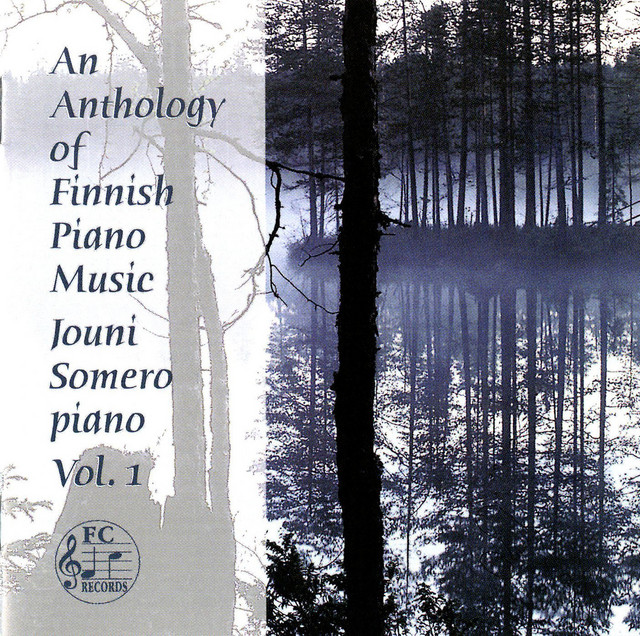 An
Anthology
of
Finnish
Piano
Music
Jouni
Somero
piano
Vol. 1
FC
RECORDS